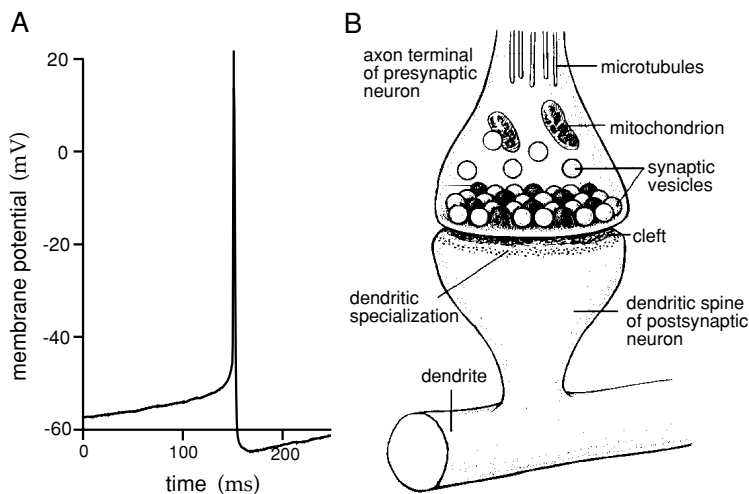 A
membrane potential (mV)
20
0
-20
-40
-60
0
100
200
time (ms)
B
axon terminal
of presynaptic
neuron
microtubules
mitochondrion
synaptic
vesicles
cleft
dendritic
specialization
dendritic spine
of postsynaptic
neuron
dendrite